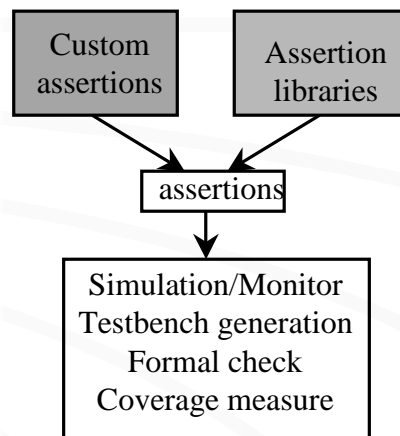 Custom
assertions
Assertion
libraries
assertions
Simulation/Monitor
Testbench generation
Formal check
Coverage measure